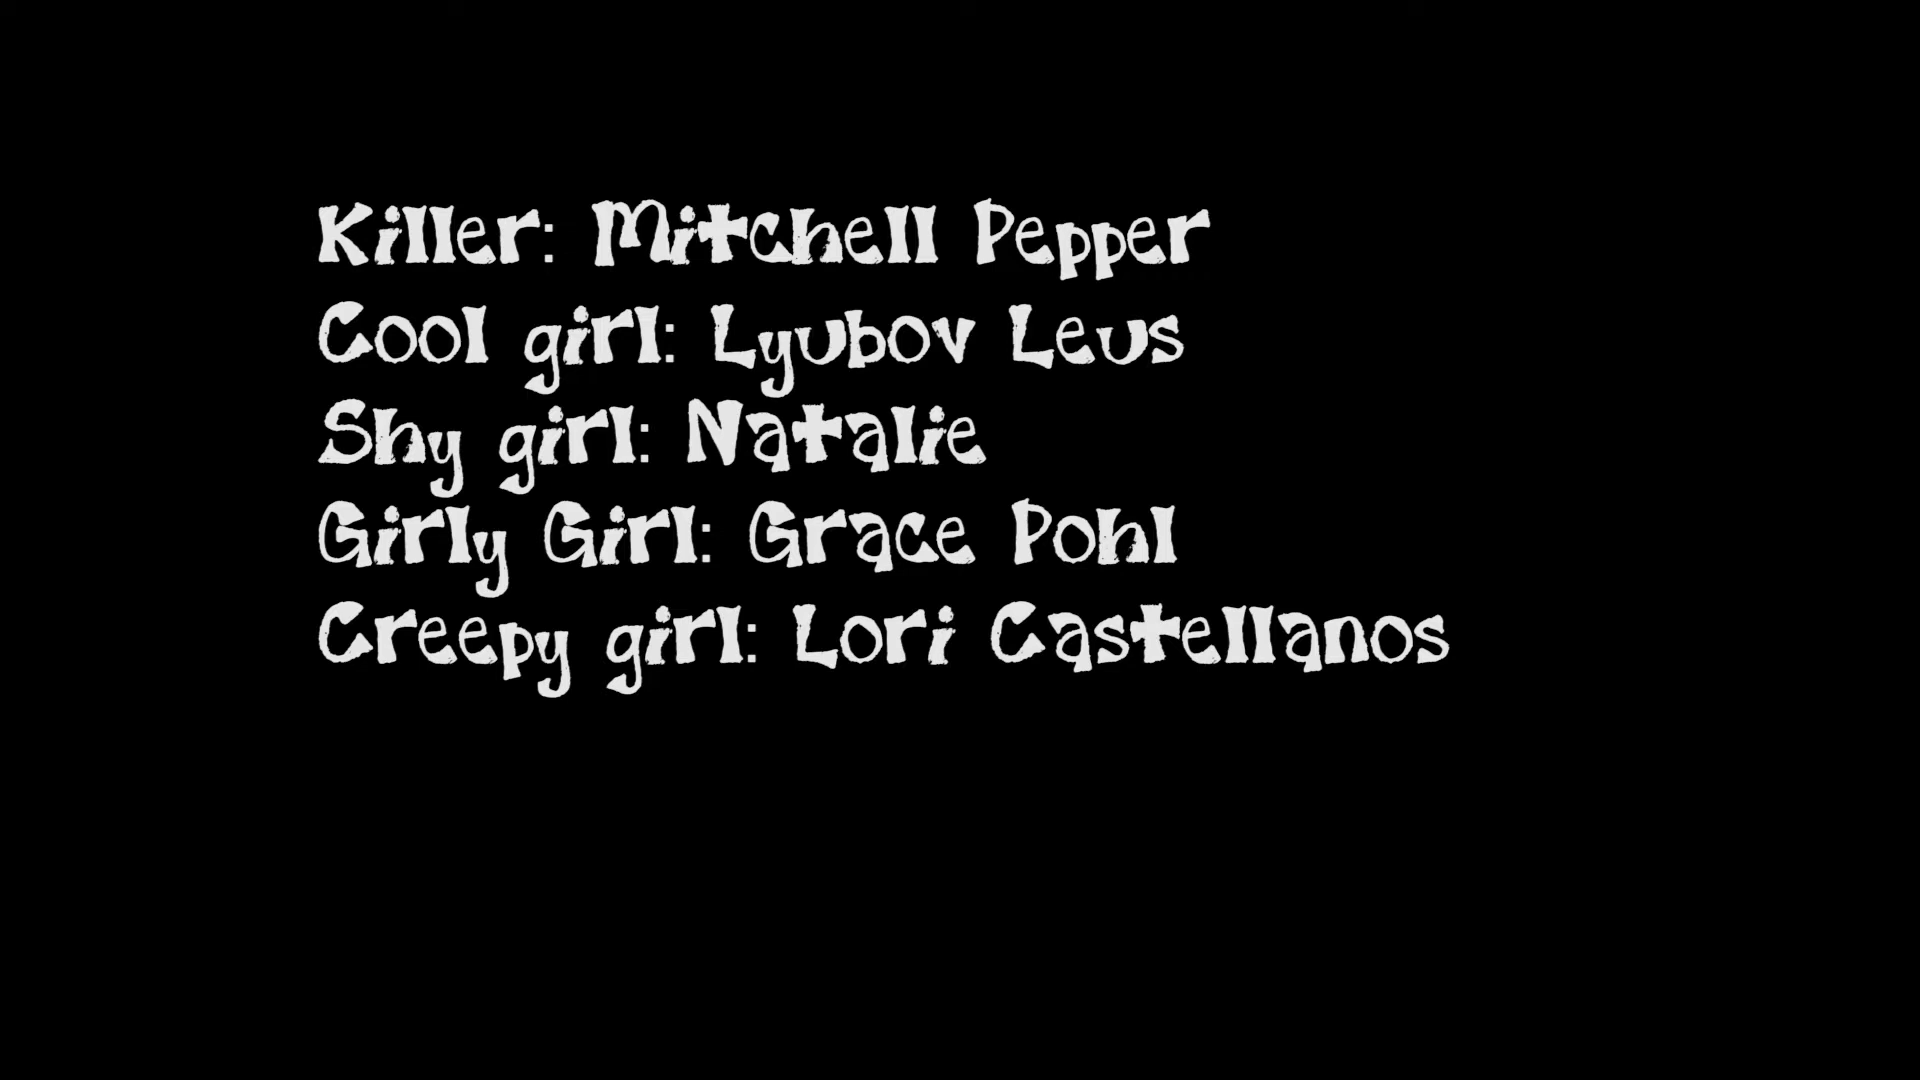 Killer: Mitchell Pepper
Cool girl: Lyubov Leus
Shy girl: Natalie
Girly Girl: Grace Pohl
Creepy girl: Lori Castellanos